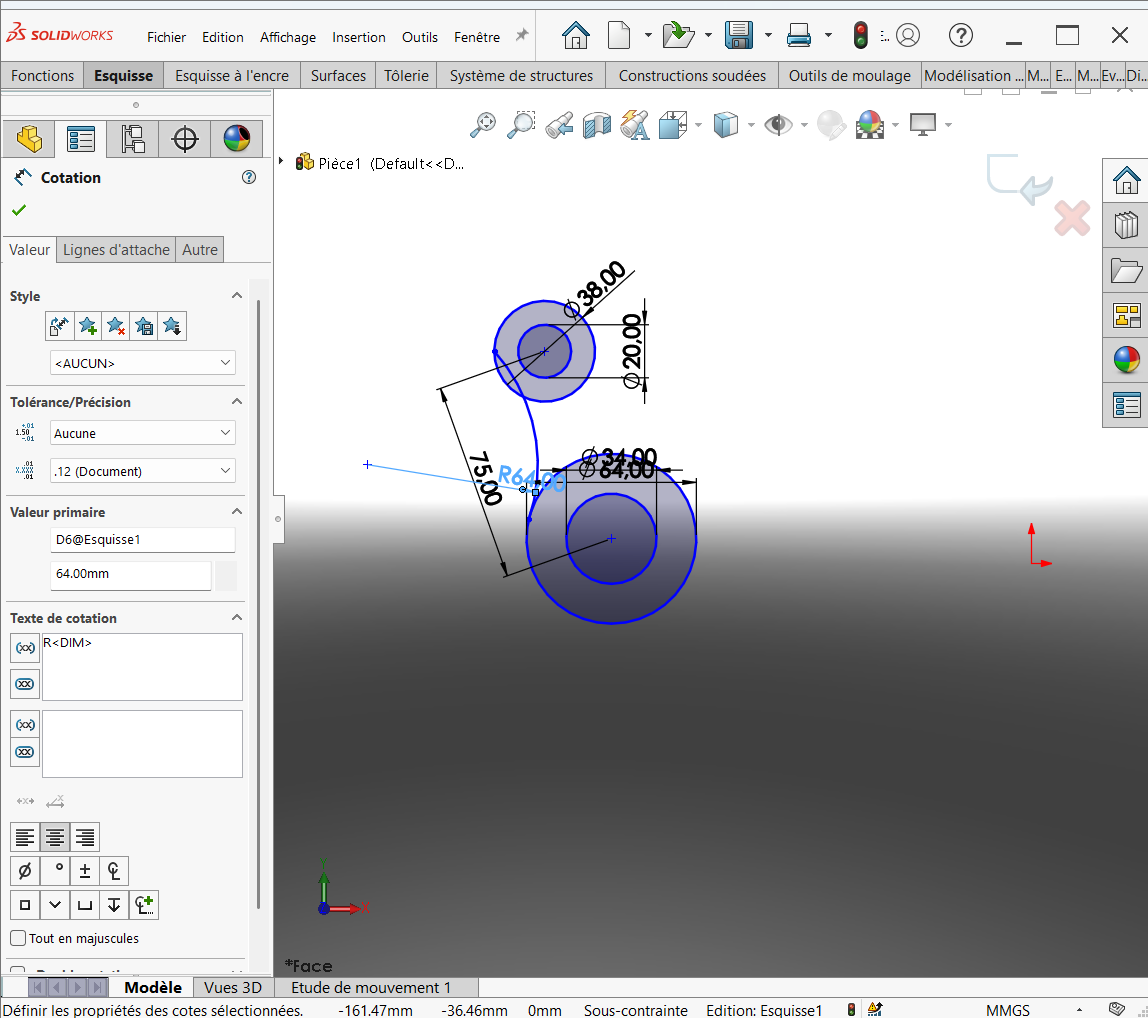 SOLIDWORKS Fichier Edition Affichage Insertion Outils Fenêtre
Fonctions Esquisse Esquisse à l'encre Surfaces Tôlerie Système de structures Constructions soudées Outils de moulage Modélisation ... M... E... M... Ev... Di...
Pièce1 (Default<<D...
Cotation
Valeur Lignes d'attache Autre
Style
<AUCUN>
Tolérance/Précision
Aucune
.12 (Document)
Valeur primaire
D6@Esquisse1
64.00mm
Texte de cotation
R<DIM>
Tout en majuscules
∅38,00
∅20,00
75,00
R64,00
∅34,00
∅64,00
X
*Face
Modèle Vues 3D Etude de mouvement 1
Définir les propriétés des cotes sélectionnées. -161.47mm -36.46mm 0mm Sous-contrainte Edition: Esquisse1 MMGS